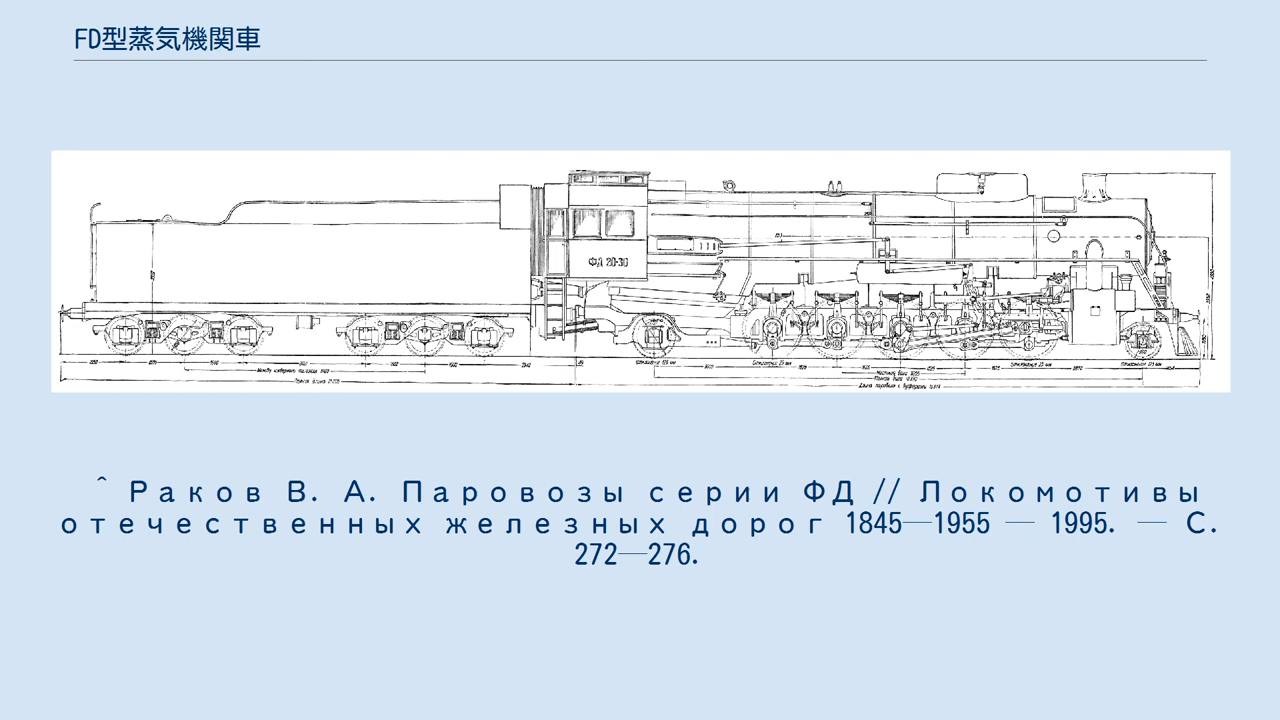 FD型蒸気機関車
ФД 20-30
^ Раков В. А. Паровозы серии ФД // Локомотивы
отечественных железных дорог 1845—1955 — 1995. — С.
272—276.